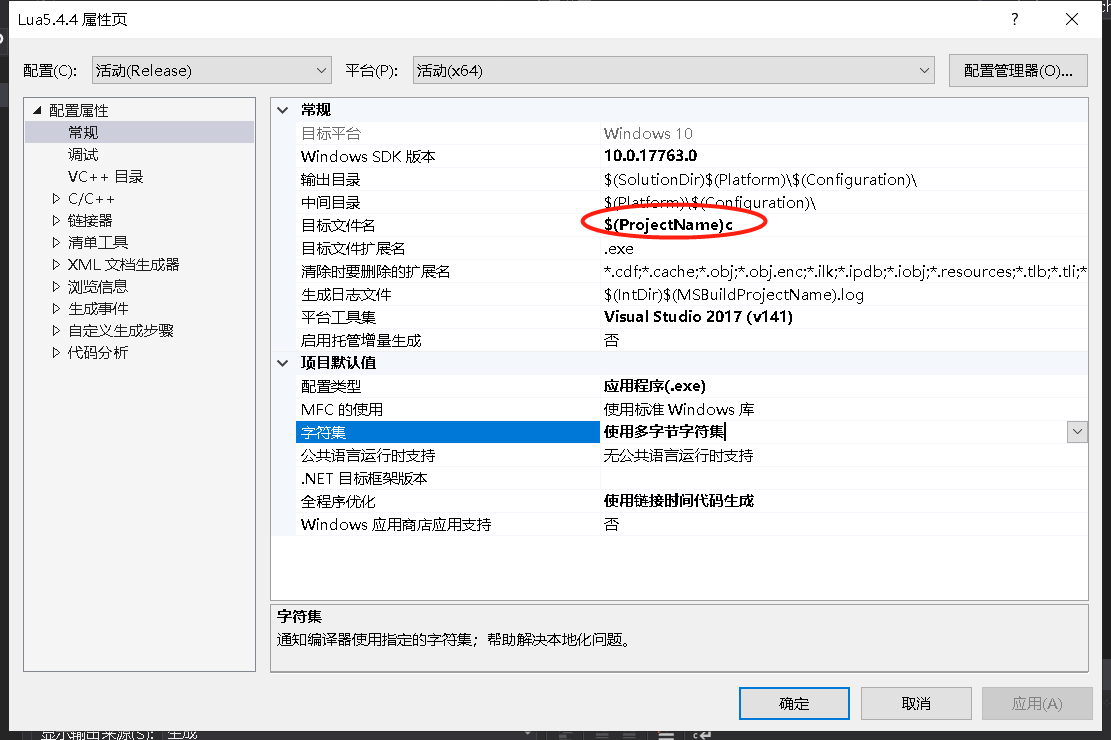 Lua5.4.4 属性页
?
配置(C): 活动(Release) 平台(P): 活动(x64) 配置管理器(O)...
配置属性
常规
调试
VC++ 目录
C/C++
链接器
清单工具
XML 文档生成器
浏览信息
生成事件
自定义生成步骤
代码分析
常规
目标平台 Windows 10
Windows SDK 版本 10.0.17763.0
输出目录 $(SolutionDir)$(Platform)\$(Configuration)\
中间目录 $(Platform)\$(Configuration)\
目标文件名 $(ProjectName)c
目标文件扩展名 .exe
清除时要删除的扩展名 *.cdf;*.cache;*.obj;*.obj.enc;*.ilk;*.ipdb;*.iobj;*.resources;*.tlb;*.tli;*
生成日志文件 $(IntDir)$(MSBuildProjectName).log
平台工具集 Visual Studio 2017 (v141)
启用托管增量生成 否
项目默认值
配置类型 应用程序(.exe)
MFC 的使用 使用标准 Windows 库
字符集 使用多字节字符集
公共语言运行时支持 无公共语言运行时支持
.NET 目标框架版本
全程序优化 使用链接时间代码生成
Windows 应用商店应用支持 否
字符集
通知编译器使用指定的字符集；帮助解决本地化问题。
确定 取消 应用(A)
显示输出来源(S): 生成